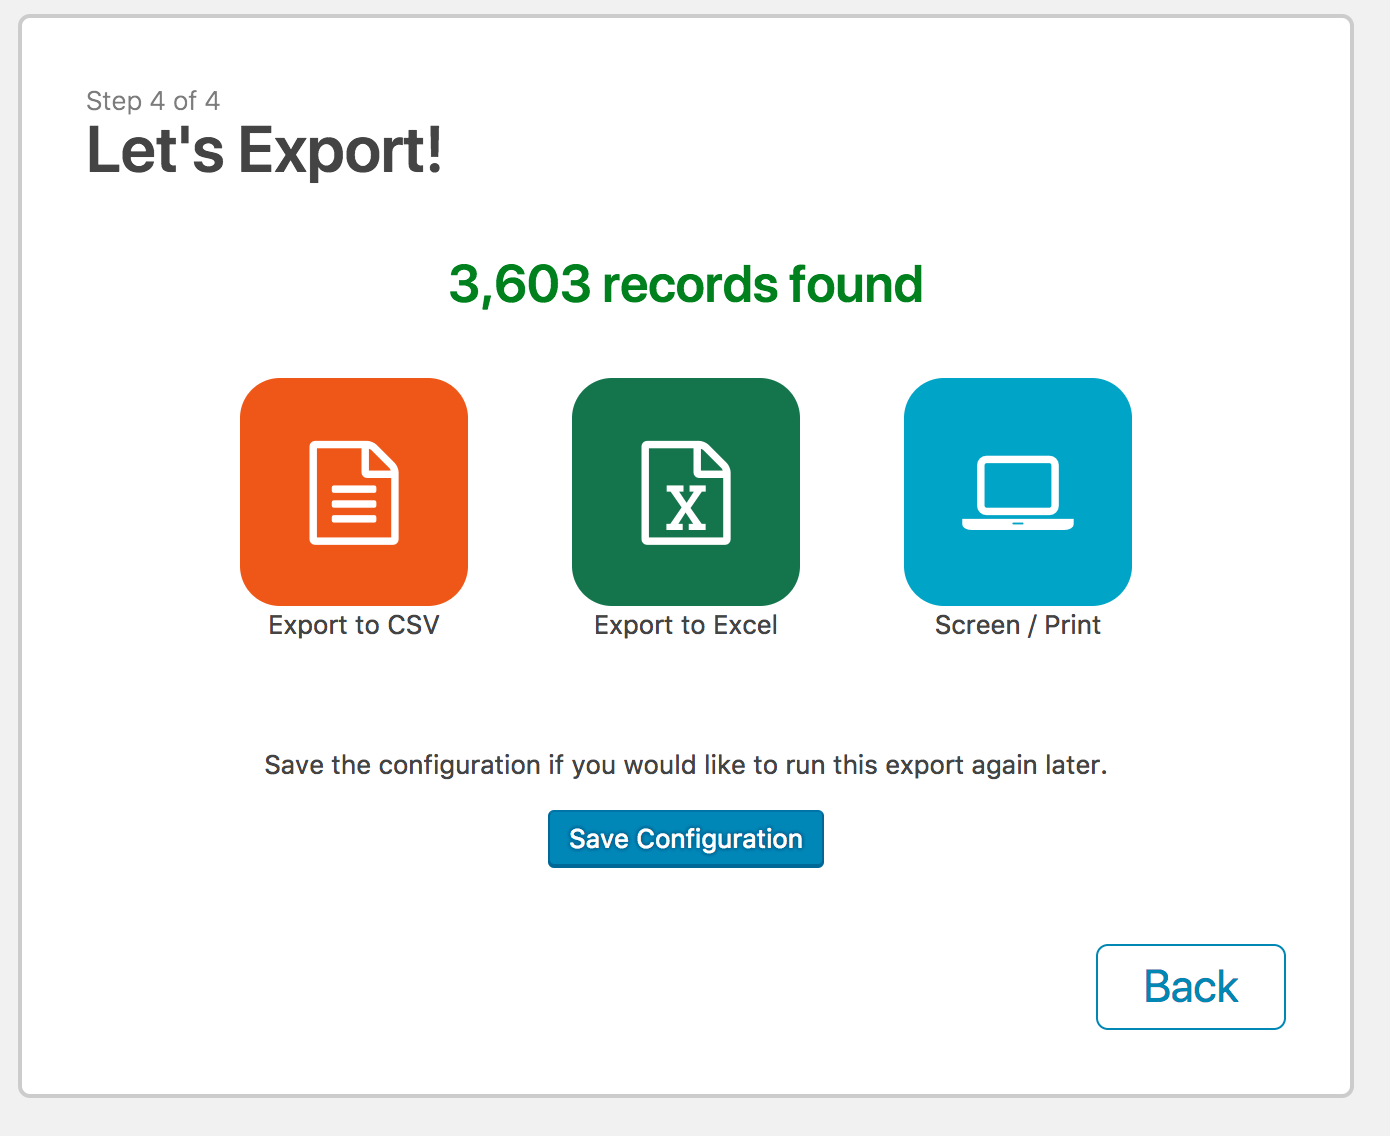 Step 4 of 4
Let's Export!
3,603 records found
X
Export to CSV
Export to Excel
Screen / Print
Save the configuration if you would like to run this export again later.
Save Configuration
Back